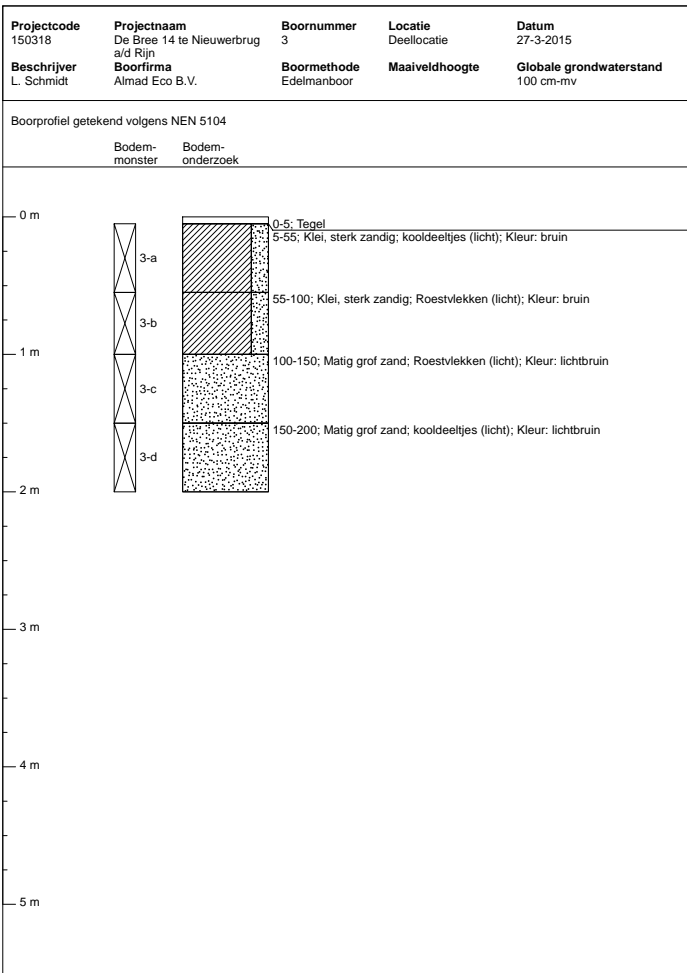 Projectcode Projectnaam Boornummer Locatie Datum
150318 De Bree 14 te Nieuwerbrug 3 Deellocatie 27-3-2015
a/d Rijn
Beschrijver Boorfirma Boormethode Maaiveldhoogte Globale grondwaterstand
L. Schmidt Almad Eco B.V. Edelmanboor 100 cm-mv
Boorprofiel getekend volgens NEN 5104
Bodem- Bodem-
monster onderzoek
0 m
0-5; Tegel
5-55; Klei, sterk zandig; kooldeeltjes (licht); Kleur: bruin
3-a
55-100; Klei, sterk zandig; Roestvlekken (licht); Kleur: bruin
3-b
1 m
100-150; Matig grof zand; Roestvlekken (licht); Kleur: lichtbruin
3-c
150-200; Matig grof zand; kooldeeltjes (licht); Kleur: lichtbruin
3-d
2 m
3 m
4 m
5 m